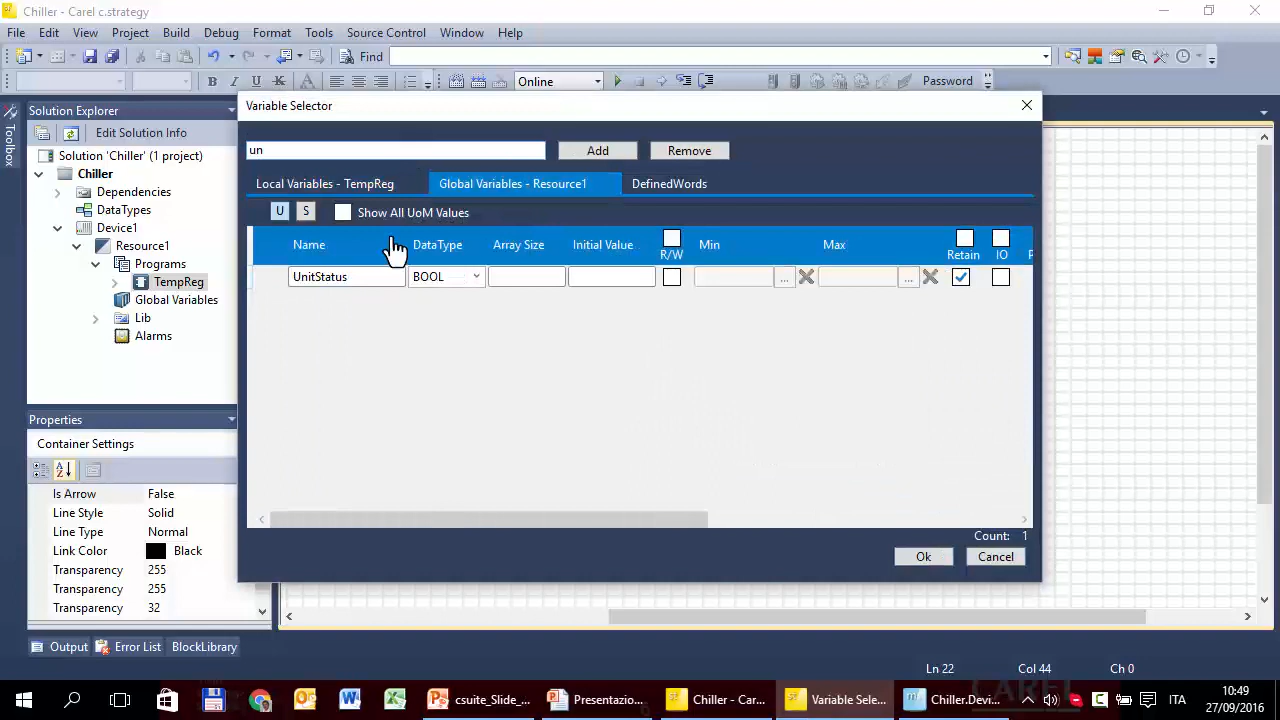 Chiller - Carel c.strategy
File Edit View Project Build Debug Format Tools Source Control Window Help
Find
Online Password
Solution Explorer
Edit Solution Info
Solution 'Chiller' (1 project)
Chiller
Dependencies
DataTypes
Device1
Resource1
Programs
TempReg
Global Variables
Lib
Alarms
Toolbox
Properties
Container Settings
Is Arrow False
Line Style Solid
Line Type Normal
Link Color Black
Transparency 255
Transparency 255
Transparency 32
Variable Selector
un Add Remove
Local Variables - TempReg Global Variables - Resource1 DefinedWords
U S Show All UoM Values
Name DataType Array Size Initial Value R/W Min Max Retain IO
UnitStatus BOOL ... ...
Count: 1
Ok Cancel
Output Error List BlockLibrary
Ln 22 Col 44 Ch 0
csuite_Slide_... Presentazio... Chiller - Car... Variable Sele... Chiller.Devi... ITA
10:49
27/09/2016
CAREL